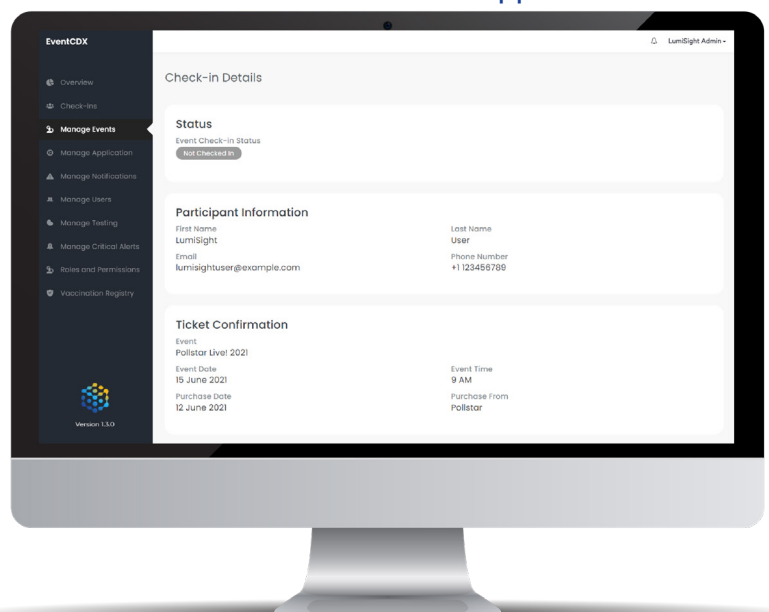 EventCDX
LumiSight Admin
Overview
Check-Ins
Manage Events
Manage Application
Manage Notifications
Manage Users
Manage Testing
Manage Critical Alerts
Roles and Permissions
Vaccination Registry
Version 1.3.0
Check-in Details
Status
Event Check-in Status
Not Checked In
Participant Information
First Name Last Name
LumiSight User
Email Phone Number
lumisightuser@example.com +1 123456789
Ticket Confirmation
Event
Pollstar Live! 2021
Event Date Event Time
15 June 2021 9 AM
Purchase Date Purchase From
12 June 2021 Pollstar